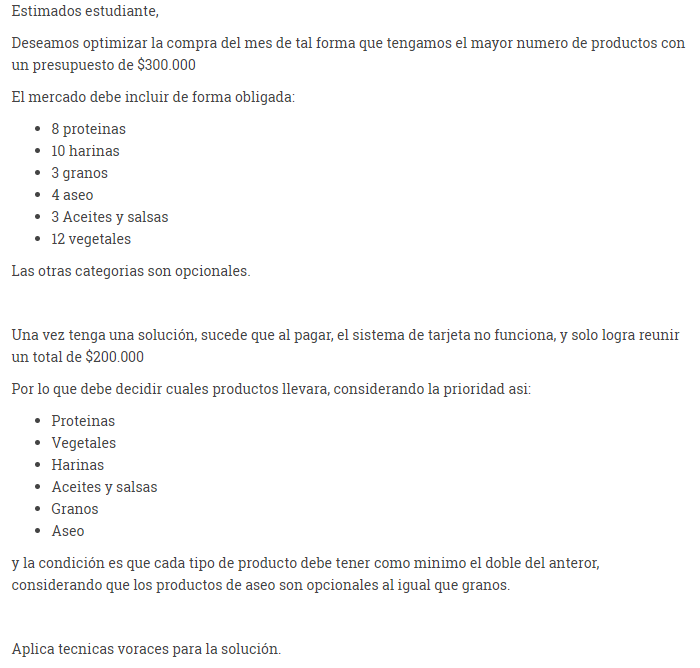 Estimados estudiante,
Deseamos optimizar la compra del mes de tal forma que tengamos el mayor numero de productos con
un presupuesto de $300.000
El mercado debe incluir de forma obligada:
• 8 proteinas
• 10 harinas
• 3 granos
• 4 aseo
• 3 Aceites y salsas
• 12 vegetales
Las otras categorias son opcionales.
Una vez tenga una solución, sucede que al pagar, el sistema de tarjeta no funciona, y solo logra reunir
un total de $200.000
Por lo que debe decidir cuales productos llevara, considerando la prioridad asi:
• Proteinas
• Vegetales
• Harinas
• Aceites y salsas
• Granos
• Aseo
y la condición es que cada tipo de producto debe tener como minimo el doble del anteror,
considerando que los productos de aseo son opcionales al igual que granos.
Aplica tecnicas voraces para la solución.